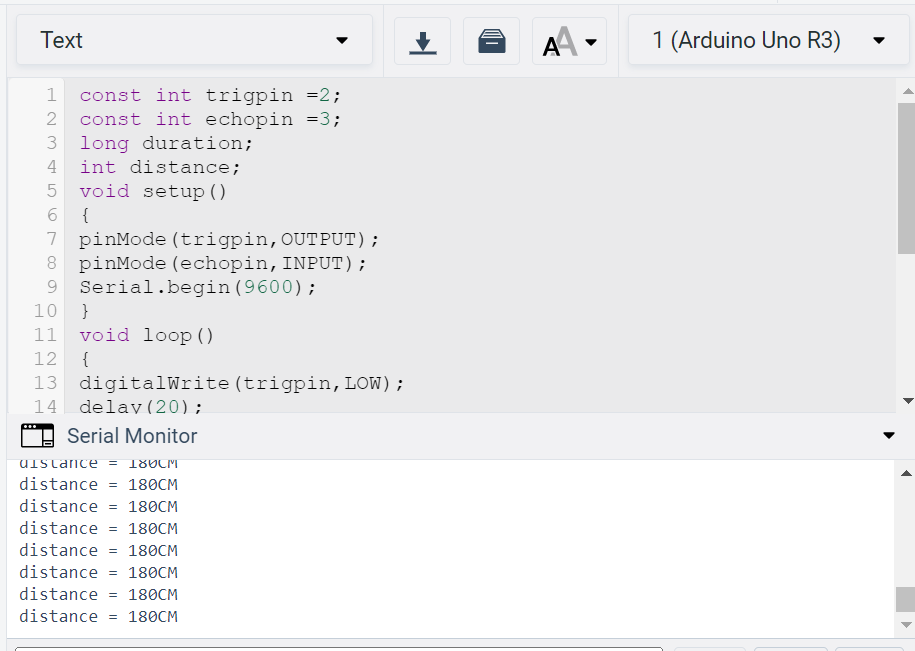 Text
1 (Arduino Uno R3)
1 const int trigpin =2;
2 const int echopin =3;
3 long duration;
4 int distance;
5 void setup()
6 {
7 pinMode(trigpin,OUTPUT);
8 pinMode(echopin,INPUT);
9 Serial.begin(9600);
10 }
11 void loop()
12 {
13 digitalWrite(trigpin,LOW);
14 delay(20);
Serial Monitor
distance = 180CM
distance = 180CM
distance = 180CM
distance = 180CM
distance = 180CM
distance = 180CM
distance = 180CM
distance = 180CM